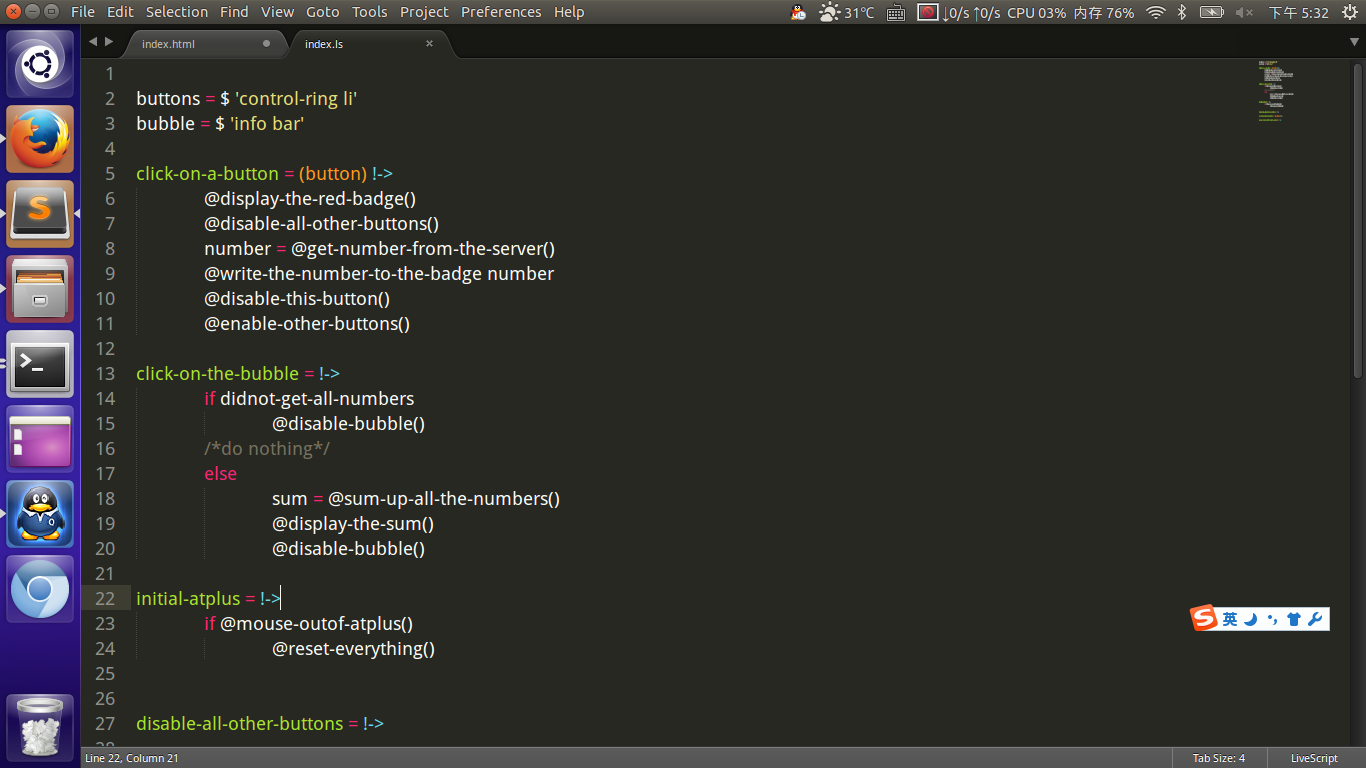 File Edit Selection Find View Goto Tools Project Preferences Help 31℃ ↓0/s ↑0/s CPU 03% 内存 76% 下午 5:32
index.html index.ls
1
2 buttons = $ 'control-ring li'
3 bubble = $ 'info bar'
4
5 click-on-a-button = (button) !->
6 @display-the-red-badge()
7 @disable-all-other-buttons()
8 number = @get-number-from-the-server()
9 @write-the-number-to-the-badge number
10 @disable-this-button()
11 @enable-other-buttons()
12
13 click-on-the-bubble = !->
14 if didnot-get-all-numbers
15 @disable-bubble()
16 /*do nothing*/
17 else
18 sum = @sum-up-all-the-numbers()
19 @display-the-sum()
20 @disable-bubble()
21
22 initial-atplus = !->
23 if @mouse-outof-atplus()
24 @reset-everything()
25
26
27 disable-all-other-buttons = !->
英
Line 22, Column 21 Tab Size: 4 LiveScript